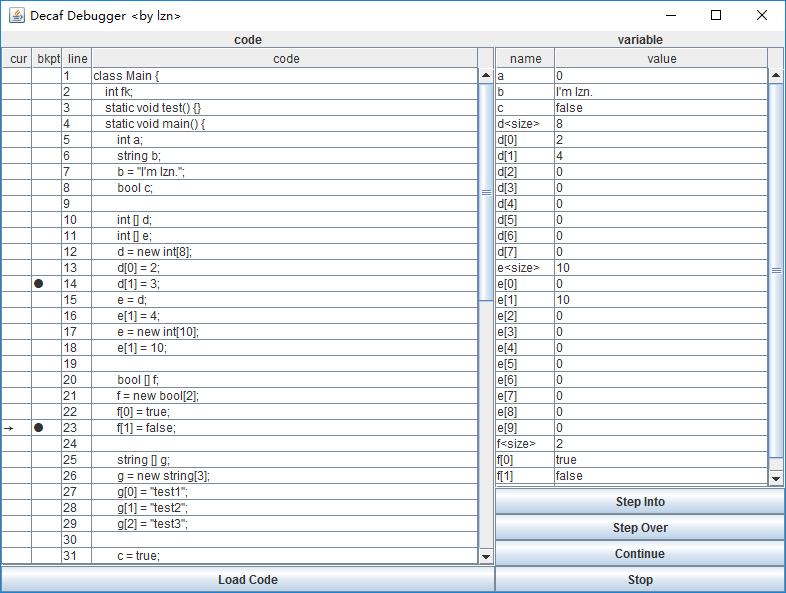 Decaf Debugger <by lzn>
code
cur bkpt line code
1 class Main {
2 int fk;
3 static void test() {}
4 static void main() {
5 int a;
6 string b;
7 b = "I'm lzn.";
8 bool c;
9
10 int [] d;
11 int [] e;
12 d = new int[8];
13 d[0] = 2;
14 d[1] = 3;
15 e = d;
16 e[1] = 4;
17 e = new int[10];
18 e[1] = 10;
19
20 bool [] f;
21 f = new bool[2];
22 f[0] = true;
→ 23 f[1] = false;
24
25 string [] g;
26 g = new string[3];
27 g[0] = "test1";
28 g[1] = "test2";
29 g[2] = "test3";
30
31 c = true;
Load Code
variable
name value
a 0
b I'm lzn.
c false
d<size> 8
d[0] 2
d[1] 4
d[2] 0
d[3] 0
d[4] 0
d[5] 0
d[6] 0
d[7] 0
e<size> 10
e[0] 0
e[1] 10
e[2] 0
e[3] 0
e[4] 0
e[5] 0
e[6] 0
e[7] 0
e[8] 0
e[9] 0
f<size> 2
f[0] true
f[1] false
Step Into
Step Over
Continue
Stop